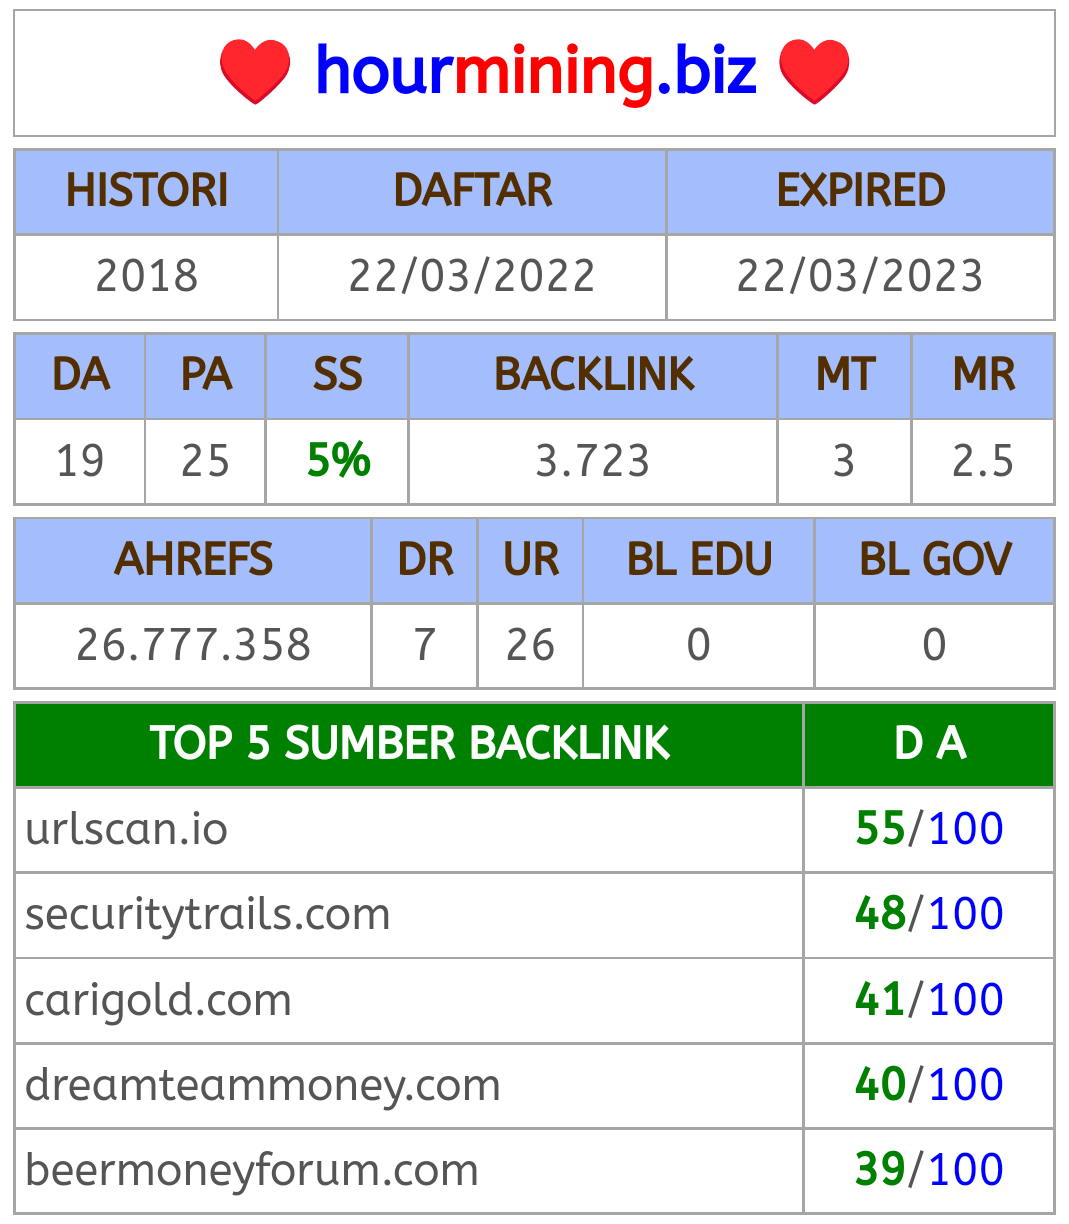 hourmining.biz
HISTORI DAFTAR EXPIRED
2018 22/03/2022 22/03/2023
DA PA SS BACKLINK MT MR
19 25 5% 3.723 3 2.5
AHREFS DR UR BL EDU BL GOV
26.777.358 7 26 0 0
TOP 5 SUMBER BACKLINK D A
urlscan.io 55/100
securitytrails.com 48/100
carigold.com 41/100
dreamteammoney.com 40/100
beermoneyforum.com 39/100